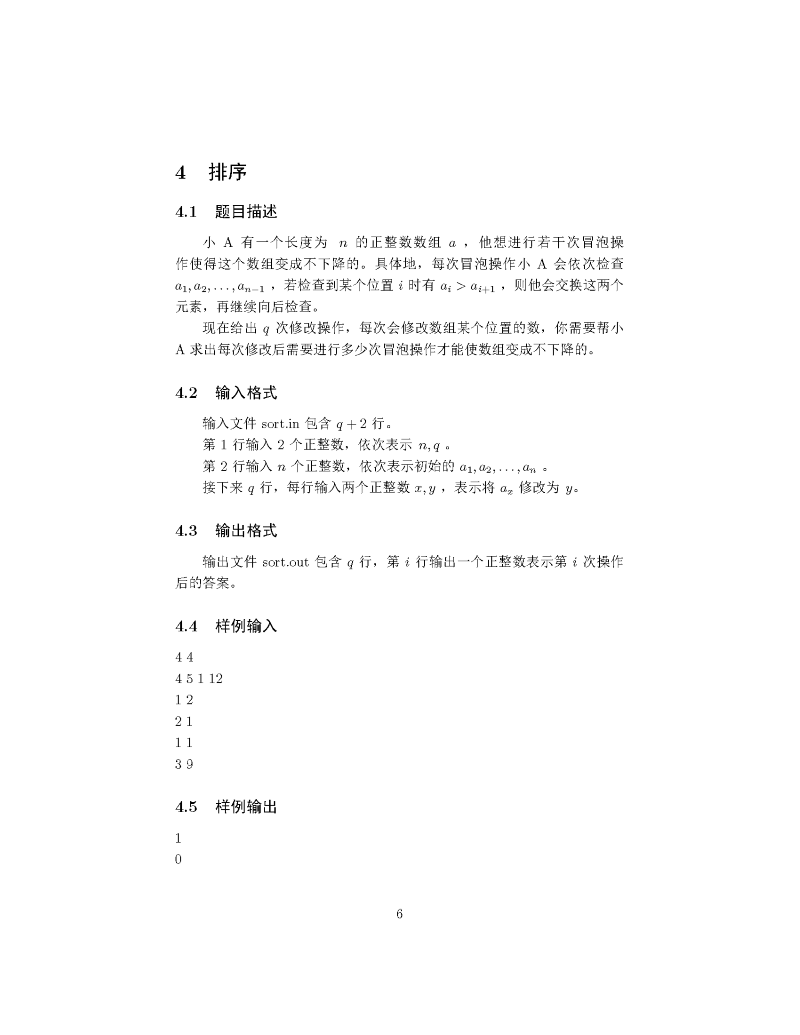 4 排序
4.1 题目描述
小 A 有一个长度为 n 的正整数数组 a ，他想进行若干次冒泡操
作使得这个数组变成不下降的。具体地，每次冒泡操作小 A 会依次检查
a₁, a₂, . . . , aₙ₋₁ ，若检查到某个位置 i 时有 aᵢ > aᵢ₊₁ ，则他会交换这两个
元素，再继续向后检查。
现在给出 q 次修改操作，每次会修改数组某个位置的数，你需要帮小
A 求出每次修改后需要进行多少次冒泡操作才能使数组变成不下降的。
4.2 输入格式
输入文件 sort.in 包含 q + 2 行。
第 1 行输入 2 个正整数，依次表示 n, q 。
第 2 行输入 n 个正整数，依次表示初始的 a₁, a₂, . . . , aₙ 。
接下来 q 行，每行输入两个正整数 x, y ，表示将 aₓ 修改为 y。
4.3 输出格式
输出文件 sort.out 包含 q 行，第 i 行输出一个正整数表示第 i 次操作
后的答案。
4.4 样例输入
4 4
4 5 1 12
1 2
2 1
1 1
3 9
4.5 样例输出
1
0
6